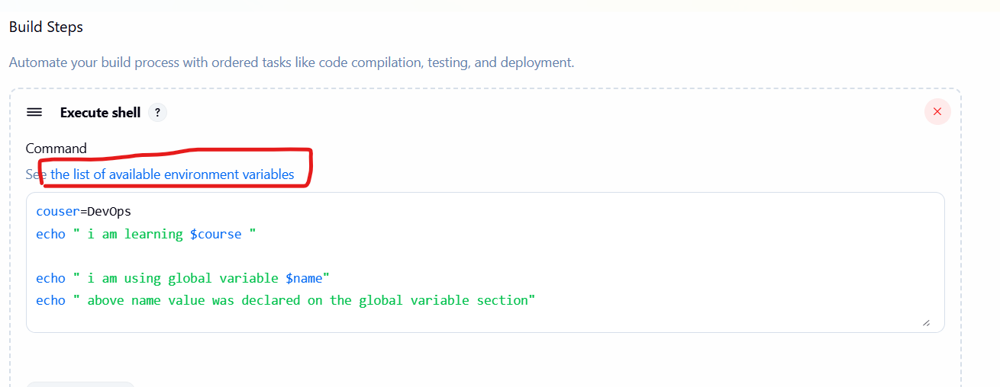 Build Steps
Automate your build process with ordered tasks like code compilation, testing, and deployment.
Execute shell ?
Command
See the list of available environment variables
couser=DevOps
echo " i am learning $course "
echo " i am using global variable $name"
echo " above name value was declared on the global variable section"